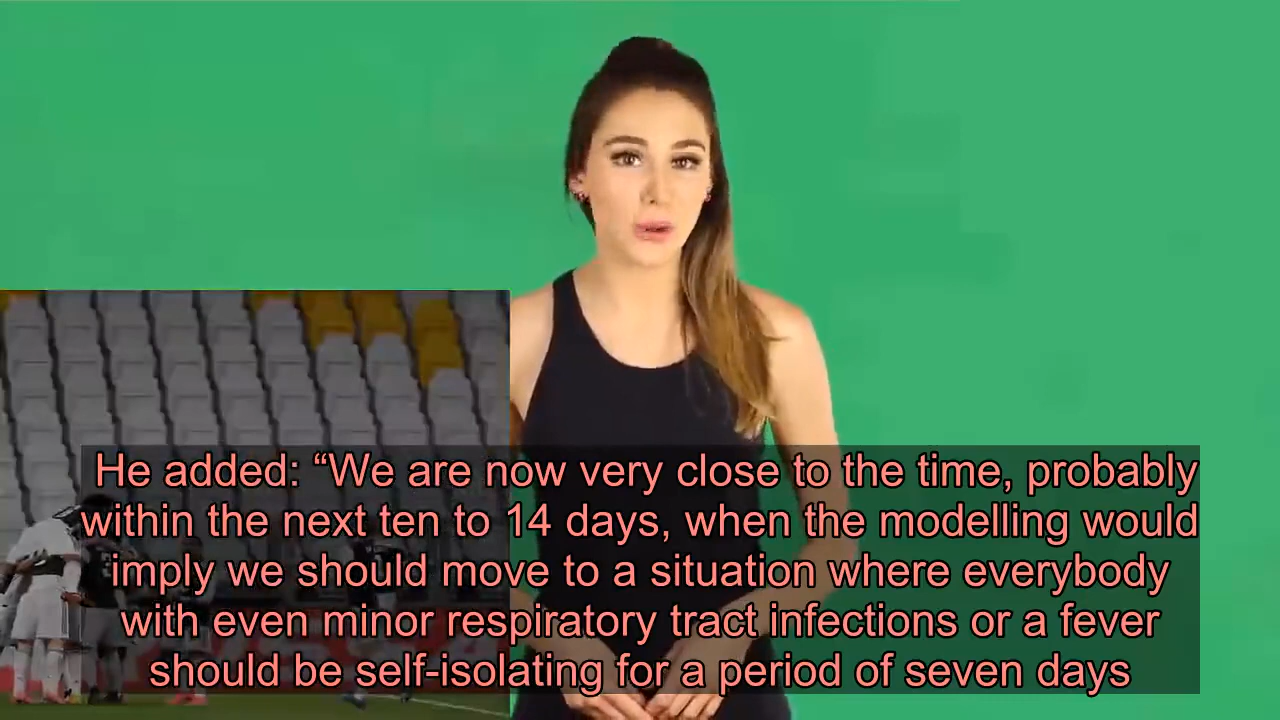 He added: “We are now very close to the time, probably
within the next ten to 14 days, when the modelling would
imply we should move to a situation where everybody
with even minor respiratory tract infections or a fever
should be self-isolating for a period of seven days